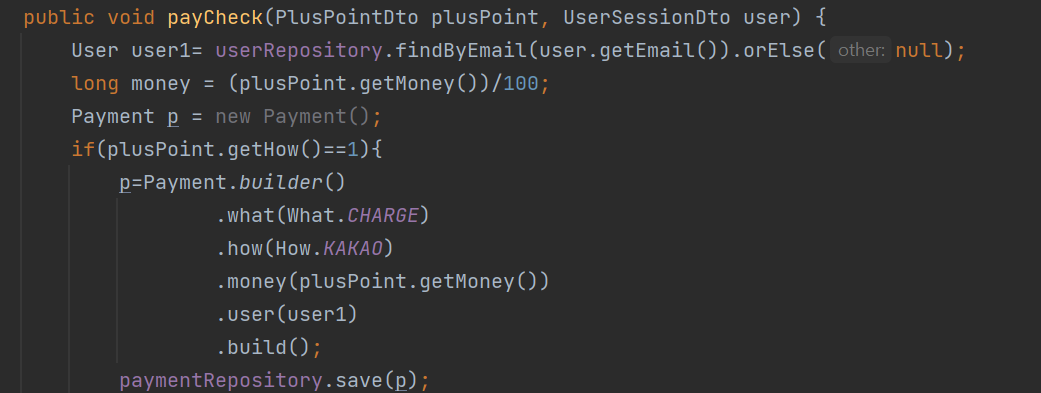 public void payCheck(PlusPointDto plusPoint, UserSessionDto user) {
User user1= userRepository.findByEmail(user.getEmail()).orElse( other: null);
long money = (plusPoint.getMoney())/100;
Payment p = new Payment();
if(plusPoint.getHow()==1){
p=Payment.builder()
.what(What.CHARGE)
.how(How.KAKAO)
.money(plusPoint.getMoney())
.user(user1)
.build();
paymentRepository.save(p);